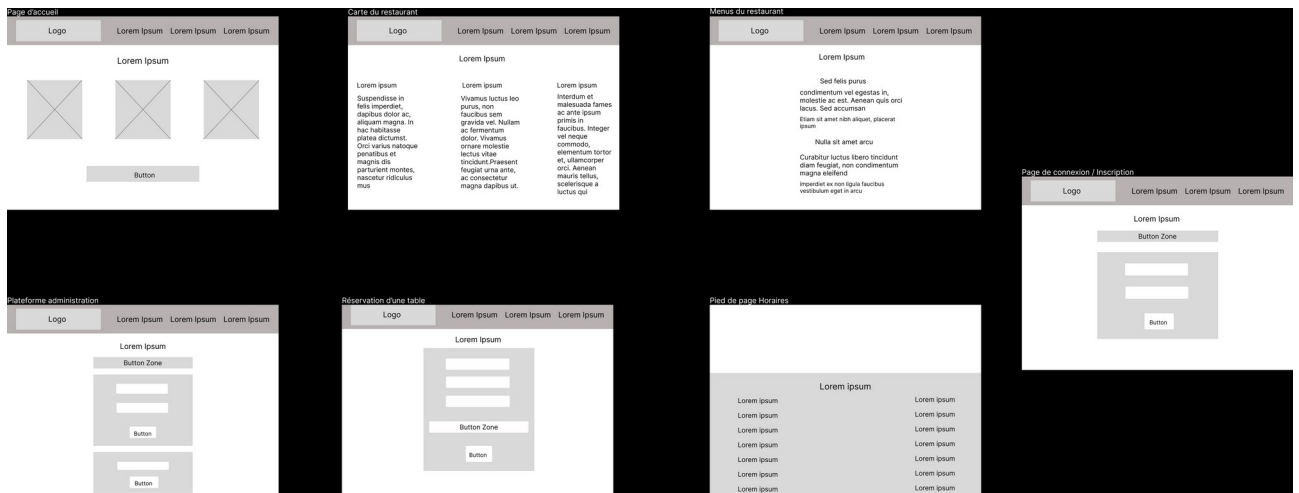 Page d'accueil
Logo
Lorem Ipsum Lorem Ipsum Lorem Ipsum
Lorem Ipsum
Button
Carte du restaurant
Logo
Lorem Ipsum Lorem Ipsum Lorem Ipsum
Lorem Ipsum
Lorem ipsum
Suspendisse in
felis imperdiet,
dapibus dolor ac,
aliquam magna. In
hac habitasse
platea dictumst.
Orci varius natoque
penatibus et
magnis dis
parturient montes,
nascetur ridiculus
mus
Lorem ipsum
Vivamus luctus leo
purus, non
faucibus sem
gravida vel. Nullam
ac fermentum
dolor. Vivamus
ornare molestie
lectus vitae
tincidunt.Praesent
feugiat urna ante,
ac consectetur
magna dapibus ut.
Lorem ipsum
Interdum et
malesuada fames
ac ante ipsum
primis in
faucibus. Integer
vel neque
commodo,
elementum tortor
et, ullamcorper
orci. Aenean
mauris tellus,
scelerisque a
luctus qui
Menus du restaurant
Logo
Lorem Ipsum Lorem Ipsum Lorem Ipsum
Lorem Ipsum
Sed felis purus
condimentum vel egestas in,
molestie ac est. Aenean quis orci
lacus. Sed accumsan
Etiam sit amet nibh aliquet, placerat
ipsum
Nulla sit amet arcu
Curabitur luctus libero tincidunt
diam feugiat, non condimentum
magna eleifend
imperdiet ex non ligula faucibus
vestibulum eget in arcu
Page de connexion / Inscription
Logo
Lorem Ipsum Lorem Ipsum Lorem Ipsum
Lorem Ipsum
Button Zone
Button
Plateforme administration
Logo
Lorem Ipsum Lorem Ipsum Lorem Ipsum
Lorem Ipsum
Button Zone
Button
Button
Réservation d'une table
Logo
Lorem Ipsum Lorem Ipsum Lorem Ipsum
Lorem Ipsum
Button Zone
Button
Pied de page Horaires
Lorem ipsum
Lorem ipsum Lorem ipsum
Lorem ipsum Lorem ipsum
Lorem ipsum Lorem ipsum
Lorem ipsum Lorem ipsum
Lorem ipsum Lorem ipsum
Lorem ipsum Lorem ipsum
Lorem ipsum Lorem ipsum